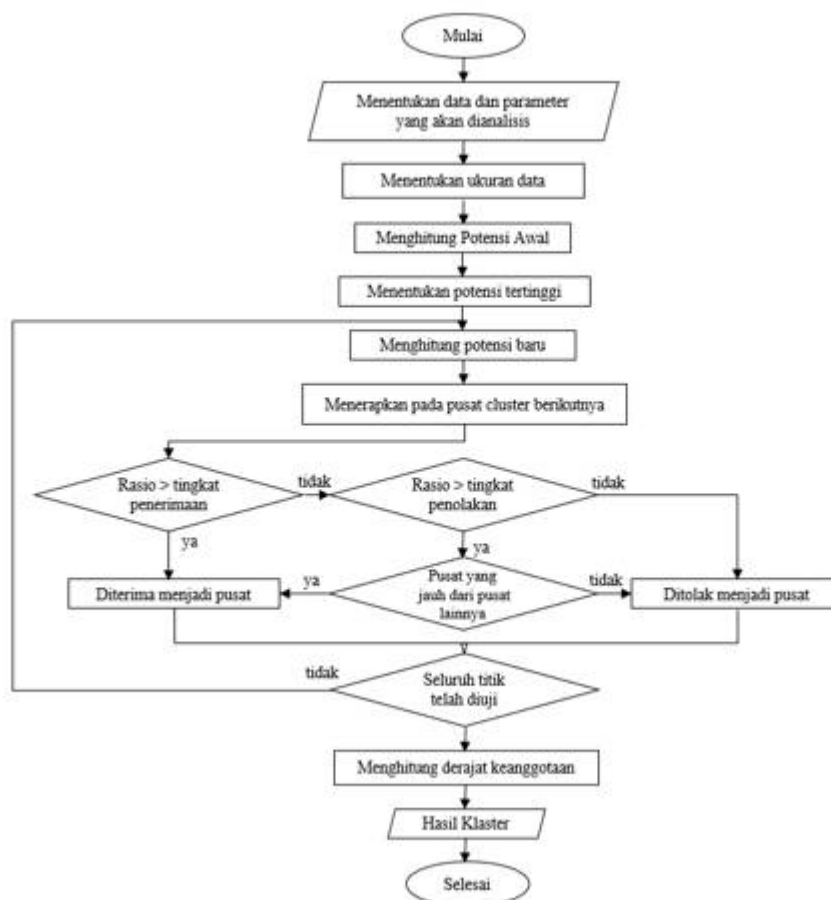 Mulai
Menentukan data dan parameter
yang akan dianalisis
Menentukan ukuran data
Menghitung Potensi Awal
Menentukan potensi tertinggi
Menghitung potensi baru
Menerapkan pada pusat cluster berikutnya
Rasio > tingkat
penerimaan
tidak
Rasio > tingkat
penolakan
tidak
ya
ya
Diterima menjadi pusat
ya
Pusat yang
jauh dari pusat
lainnya
tidak
Ditolak menjadi pusat
tidak
Seluruh titik
telah diuji
Menghitung derajat keanggotaan
Hasil Klaster
Selesai